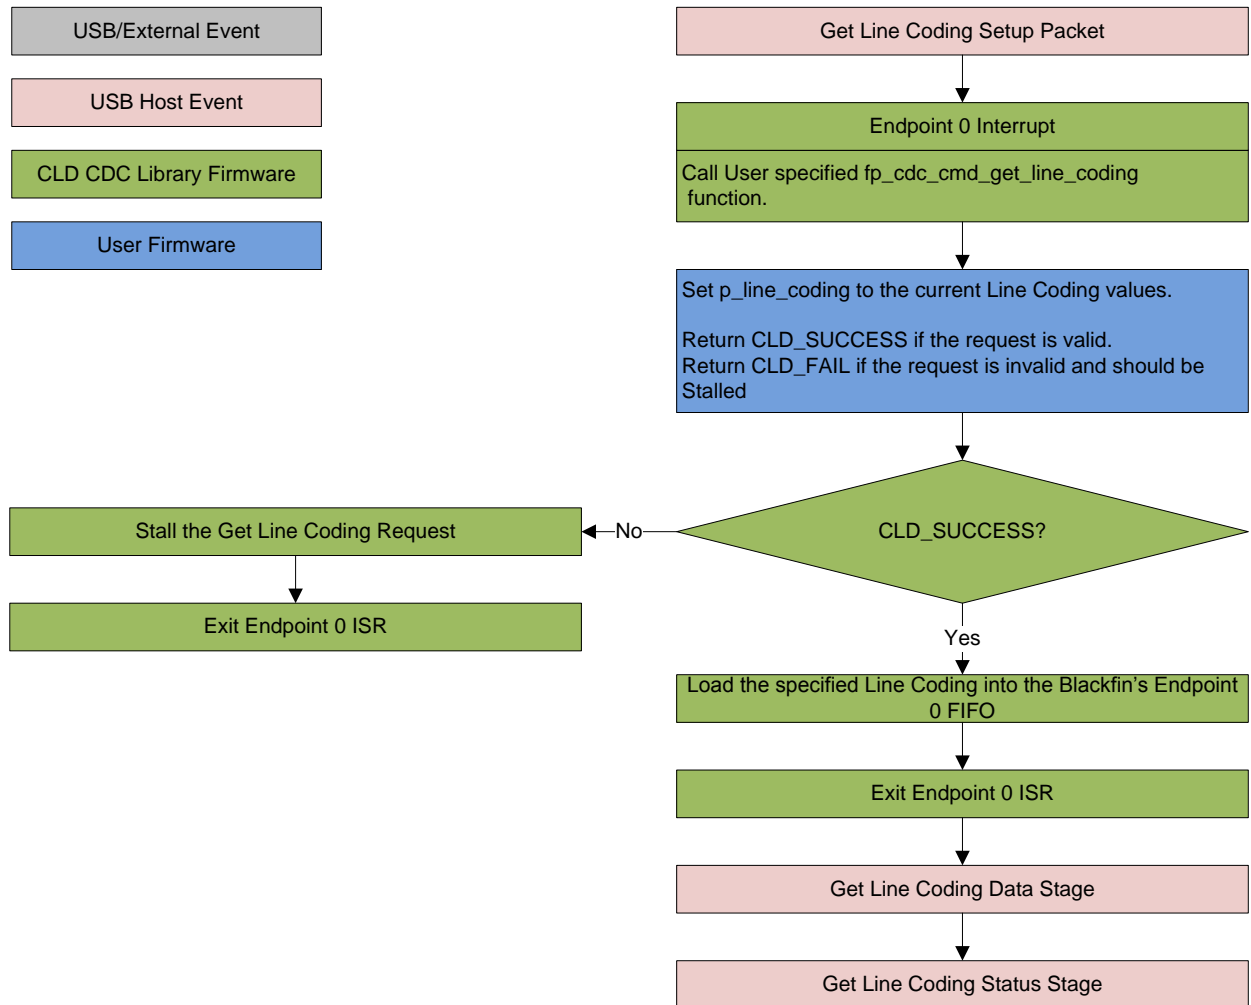 USB/External Event
USB Host Event
CLD CDC Library Firmware
User Firmware
Get Line Coding Setup Packet
Endpoint 0 Interrupt
Call User specified fp_cdc_cmd_get_line_coding
function.
Set p_line_coding to the current Line Coding values.
Return CLD_SUCCESS if the request is valid.
Return CLD_FAIL if the request is invalid and should be
Stalled
CLD_SUCCESS?
No
Stall the Get Line Coding Request
Exit Endpoint 0 ISR
Yes
Load the specified Line Coding into the Blackfin’s Endpoint
0 FIFO
Exit Endpoint 0 ISR
Get Line Coding Data Stage
Get Line Coding Status Stage